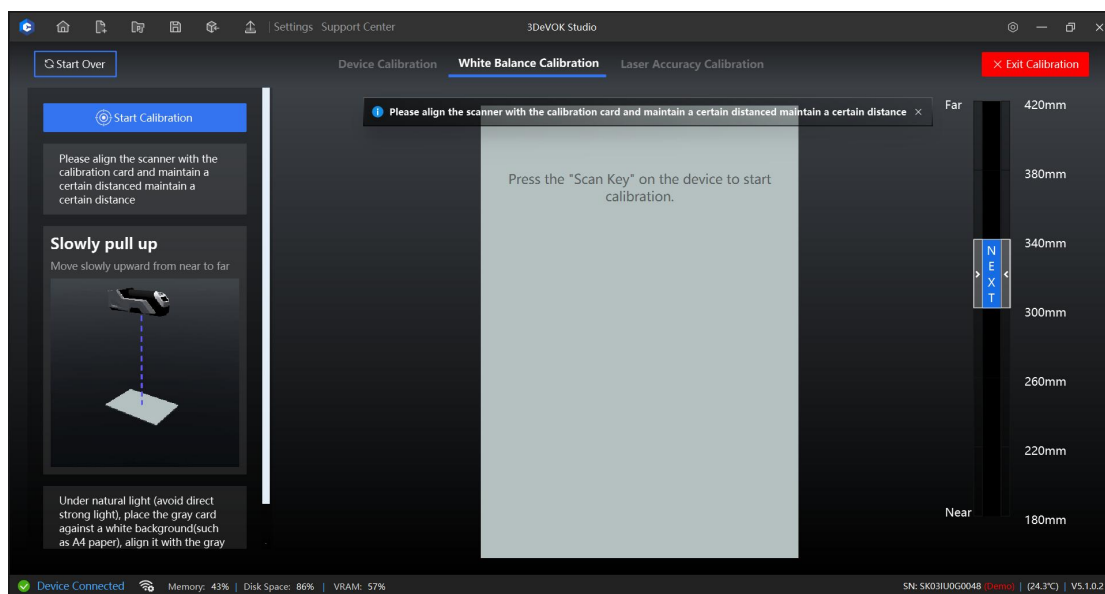 Settings Support Center 3DeVOK Studio
Start Over
Device Calibration White Balance Calibration Laser Accuracy Calibration
Exit Calibration
Start Calibration
Please align the scanner with the
calibration card and maintain a
certain distanced maintain a
certain distance
Slowly pull up
Move slowly upward from near to far
Under natural light (avoid direct
strong light), place the gray card
against a white background(such
as A4 paper), align it with the gray
Please align the scanner with the calibration card and maintain a certain distanced maintain a certain distance
Press the "Scan Key" on the device to start
calibration.
Far 420mm
380mm
340mm
NEXT
300mm
260mm
220mm
Near 180mm
Device Connected Memory: 43% | Disk Space: 86% | VRAM: 57% SN: SK03IU0G0048 (Demo) | (24.3℃) | V5.1.0.2